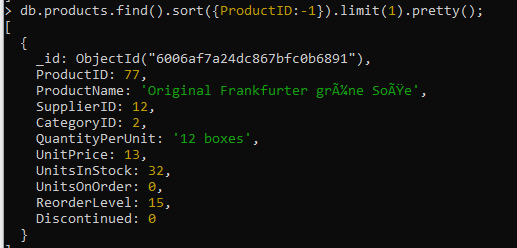 > db.products.find().sort({ProductID:-1}).limit(1).pretty();
[
  {
    _id: ObjectId("6006af7a24dc867bfc0b6891"),
    ProductID: 77,
    ProductName: 'Original Frankfurter grÃ¼ne SoÃŸe',
    SupplierID: 12,
    CategoryID: 2,
    QuantityPerUnit: '12 boxes',
    UnitPrice: 13,
    UnitsInStock: 32,
    UnitsOnOrder: 0,
    ReorderLevel: 15,
    Discontinued: 0
  }